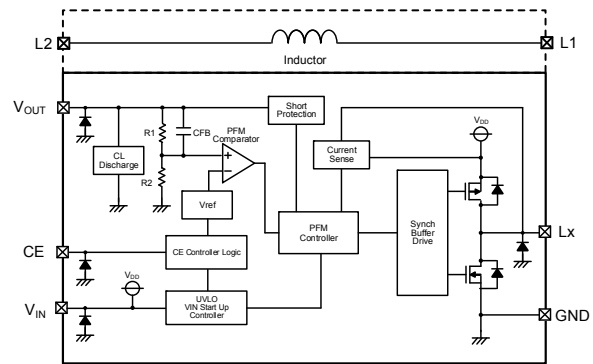 L2
L1
Inductor
VOUT
Short
Protection
VDD
R1
CFB
PFM
Comparator
CL
Discharge
+
−
Current
Sense
R2
Vref
PFM
Controller
Synch
Buffer
Drive
Lx
CE
CE Controller Logic
VDD
VIN
UVLO
VIN Start Up
Controller
GND